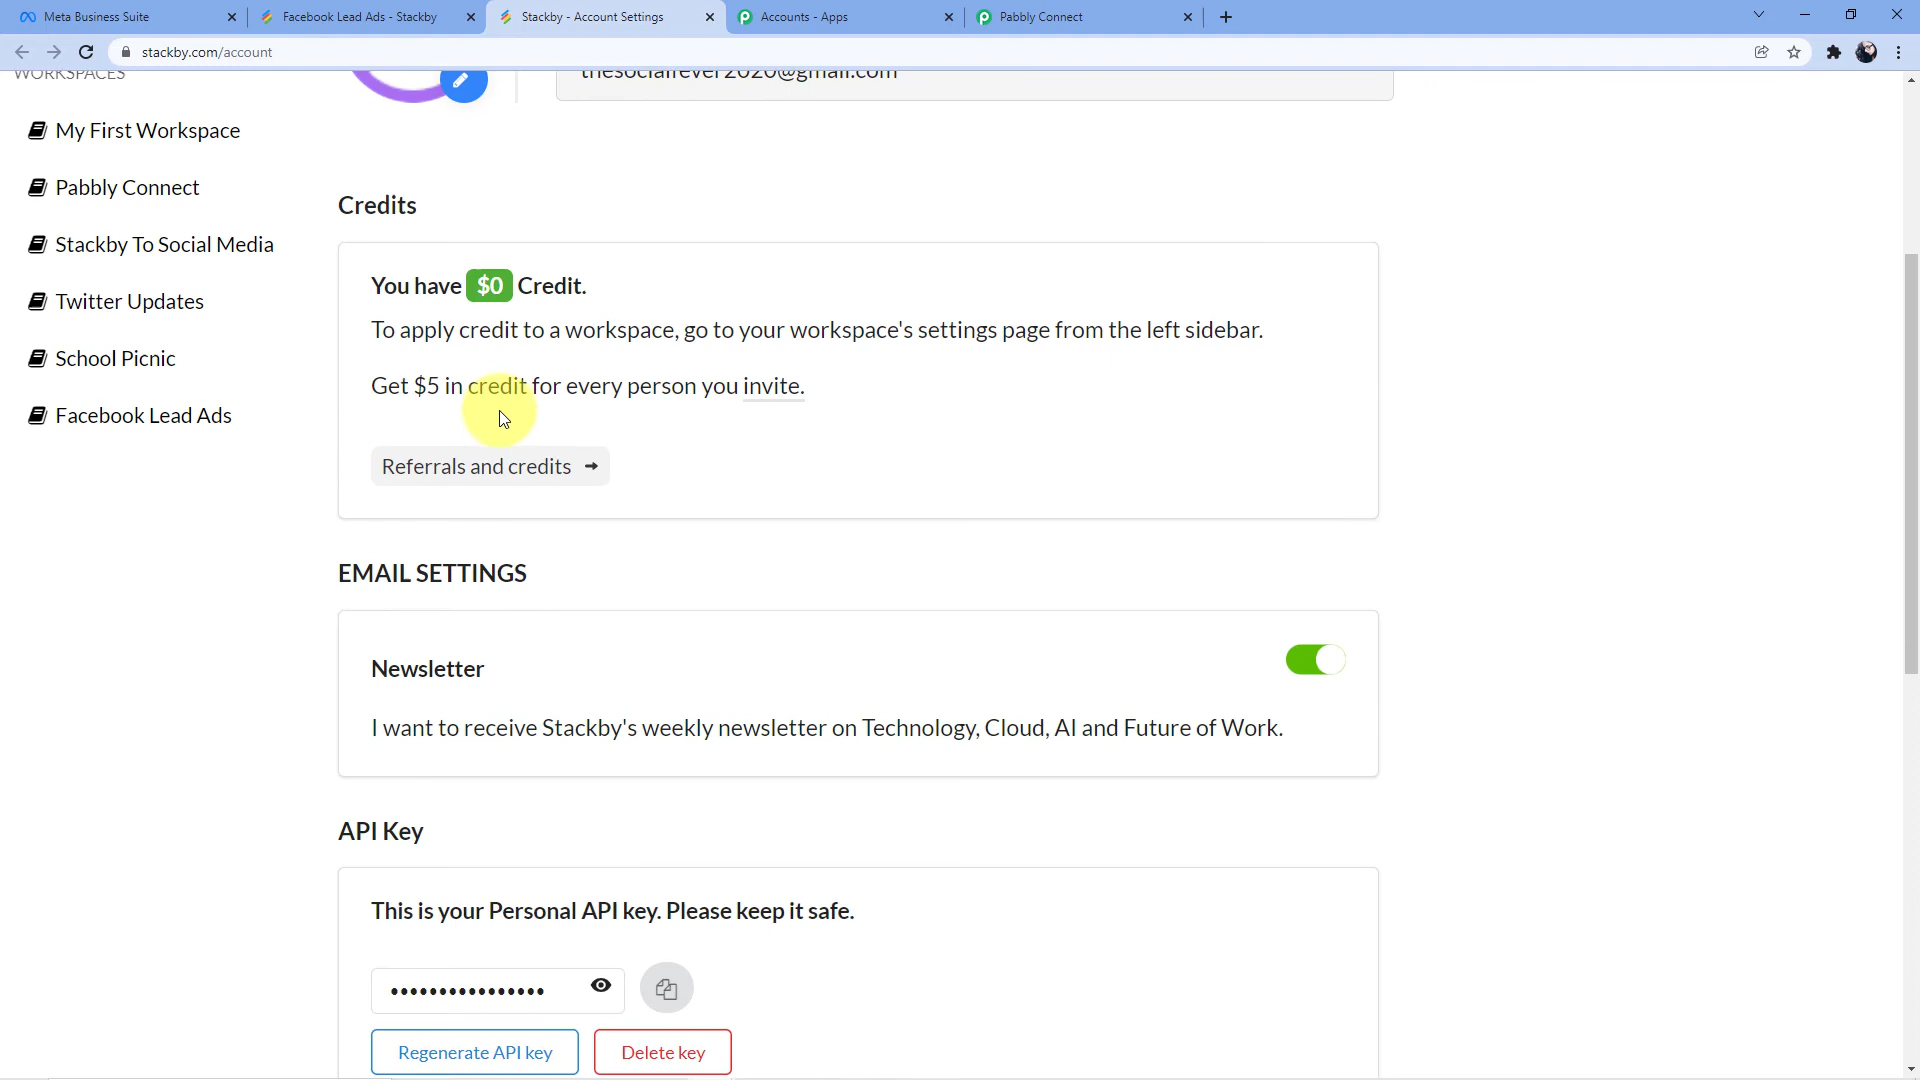 Meta Business Suite
Facebook Lead Ads - Stackby
Stackby - Account Settings
Accounts - Apps
Pabbly Connect
stackby.com/account
WORKSPACES
thesocialfever2020@gmail.com
My First Workspace
Pabbly Connect
Stackby To Social Media
Twitter Updates
School Picnic
Facebook Lead Ads
Credits
You have $0 Credit.
To apply credit to a workspace, go to your workspace's settings page from the left sidebar.
Get $5 in credit for every person you invite.
Referrals and credits
EMAIL SETTINGS
Newsletter
I want to receive Stackby's weekly newsletter on Technology, Cloud, AI and Future of Work.
API Key
This is your Personal API key. Please keep it safe.
••••••••••••••••
Regenerate API key
Delete key